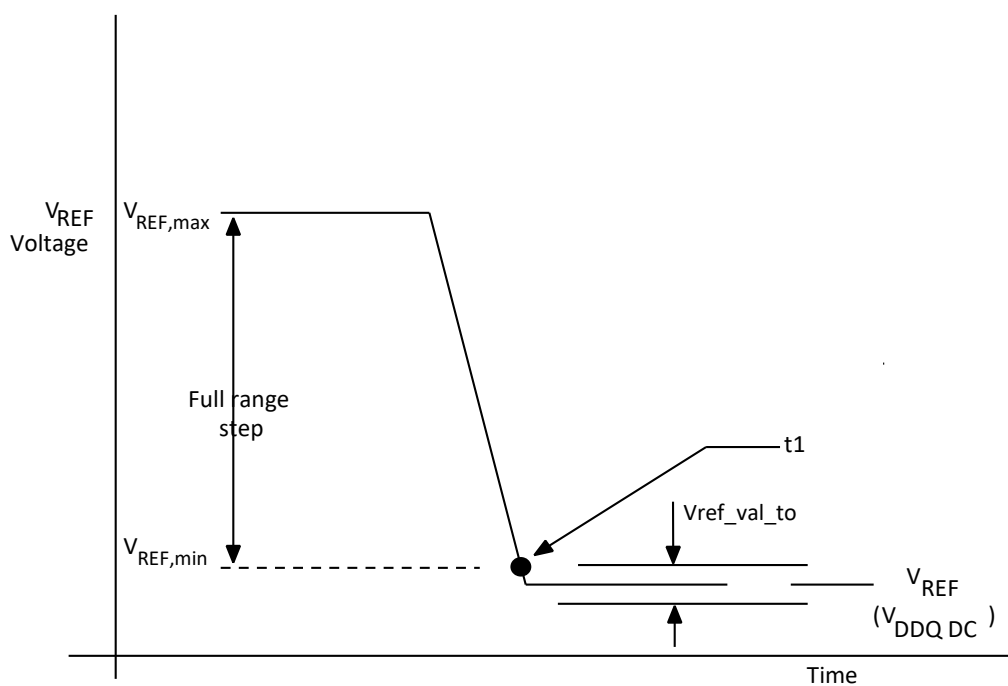 VREF
Voltage
VREF,max
Full range
step
t1
Vref_val_to
VREF,min
VREF
(VDDQ DC )
Time